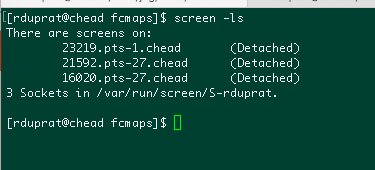 [rduprat@chead fcmaps]$ screen -ls
There are screens on:
23219.pts-1.chead (Detached)
21592.pts-27.chead (Detached)
16020.pts-27.chead (Detached)
3 Sockets in /var/run/screen/S-rduprat.
[rduprat@chead fcmaps]$